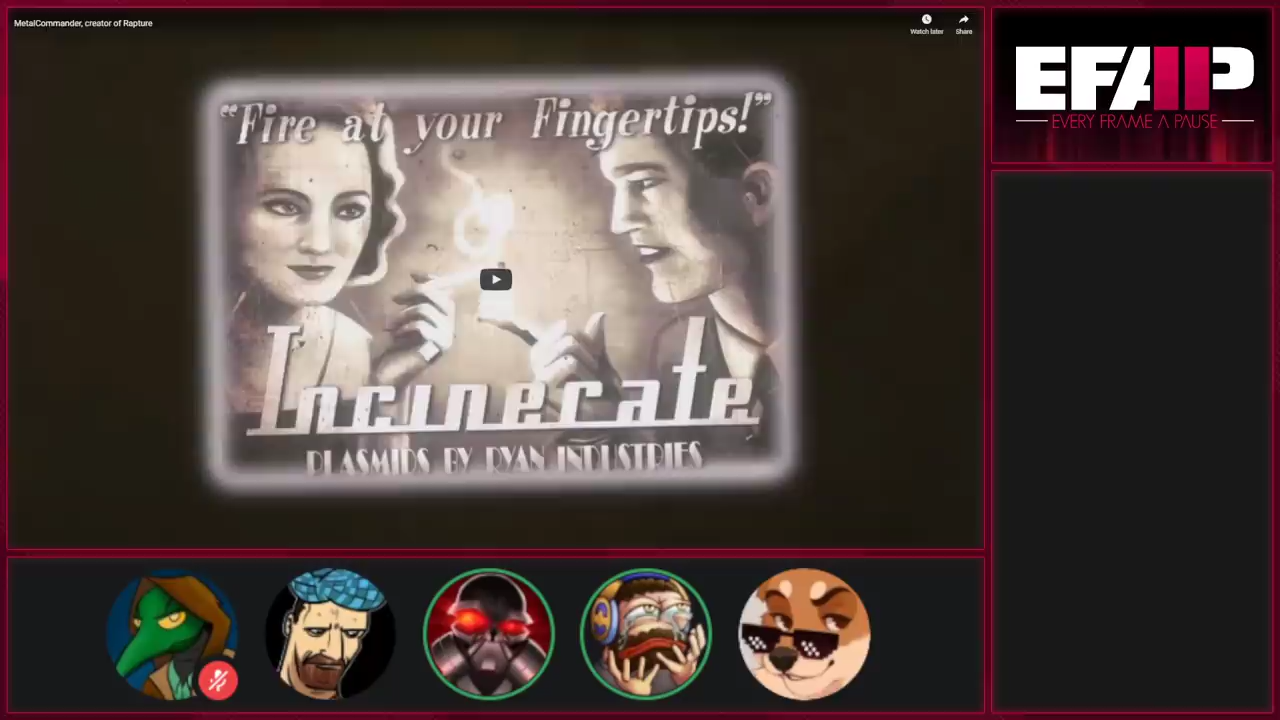 MetalCommander, creator of Rapture
Watch later
Share
“Fire at your Fingertips!”
Incinerate
PLASMIDS BY RYAN INDUSTRIES
EFAP
EVERY FRAME A PAUSE